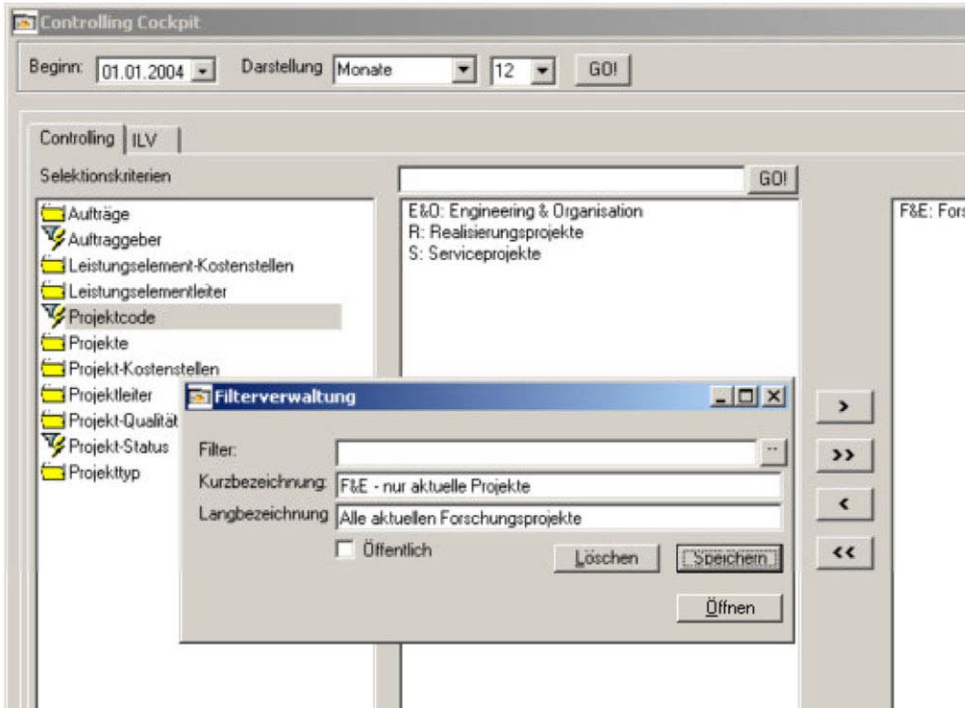 Controlling Cockpit
Beginn: 01.01.2004 Darstellung Monate 12 GO!
Controlling ILV
Selektionskriterien GO!
Aufträge
Auftraggeber
Leistungselement-Kostenstellen
Leistungselementleiter
Projektcode
Projekte
Projekt-Kostenstellen
Projektleiter
Projekt-Qualität
Projekt-Status
Projekttyp
E&O: Engineering & Organisation
R: Realisierungsprojekte
S: Serviceprojekte
F&E: Fors
>
>>
<
<<
Filterverwaltung
Filter: ..
Kurzbezeichnung: F&E - nur aktuelle Projekte
Langbezeichnung Alle aktuellen Forschungsprojekte
Öffentlich Löschen Speichern
Öffnen